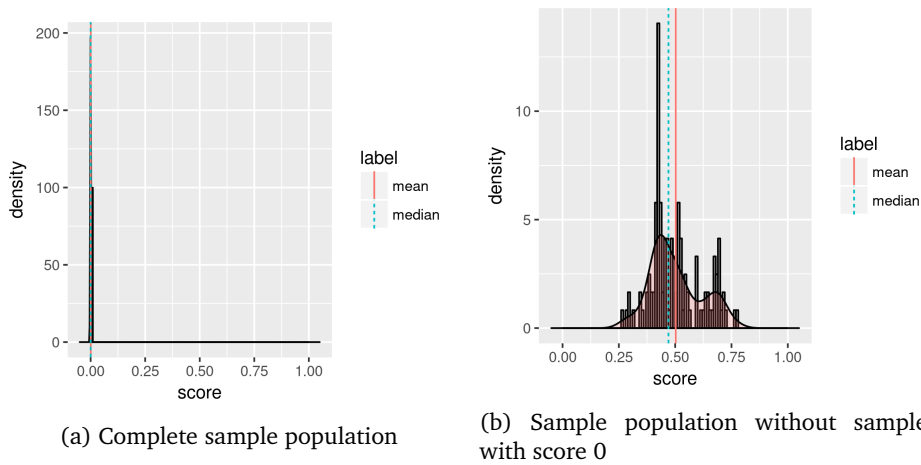 200
150
100
50
0
density
0.00 0.25 0.50 0.75 1.00
score
label
mean
median
(a) Complete sample population
10
5
0
density
0.00 0.25 0.50 0.75 1.00
score
label
mean
median
(b) Sample population without sample
with score 0